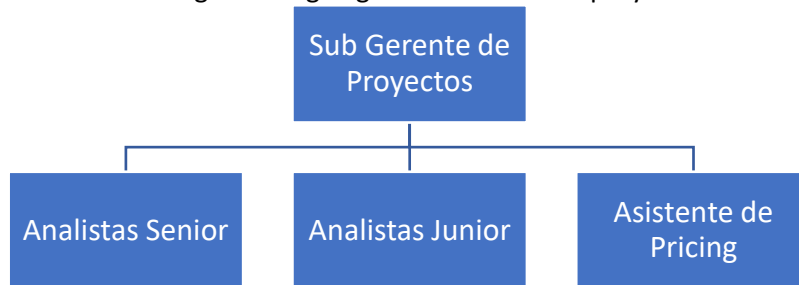 Sub Gerente de
Proyectos
Analistas Senior
Analistas Junior
Asistente de
Pricing